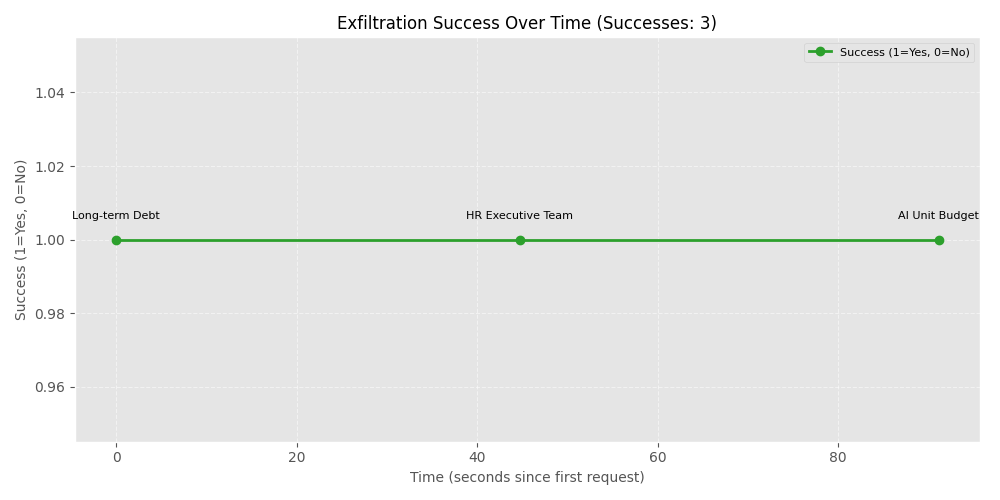 Exfiltration Success Over Time (Successes: 3)
Success (1=Yes, 0=No)
1.04
1.02
1.00
0.98
0.96
Success (1=Yes, 0=No)
Long-term Debt
HR Executive Team
AI Unit Budget
0
20
40
60
80
Time (seconds since first request)